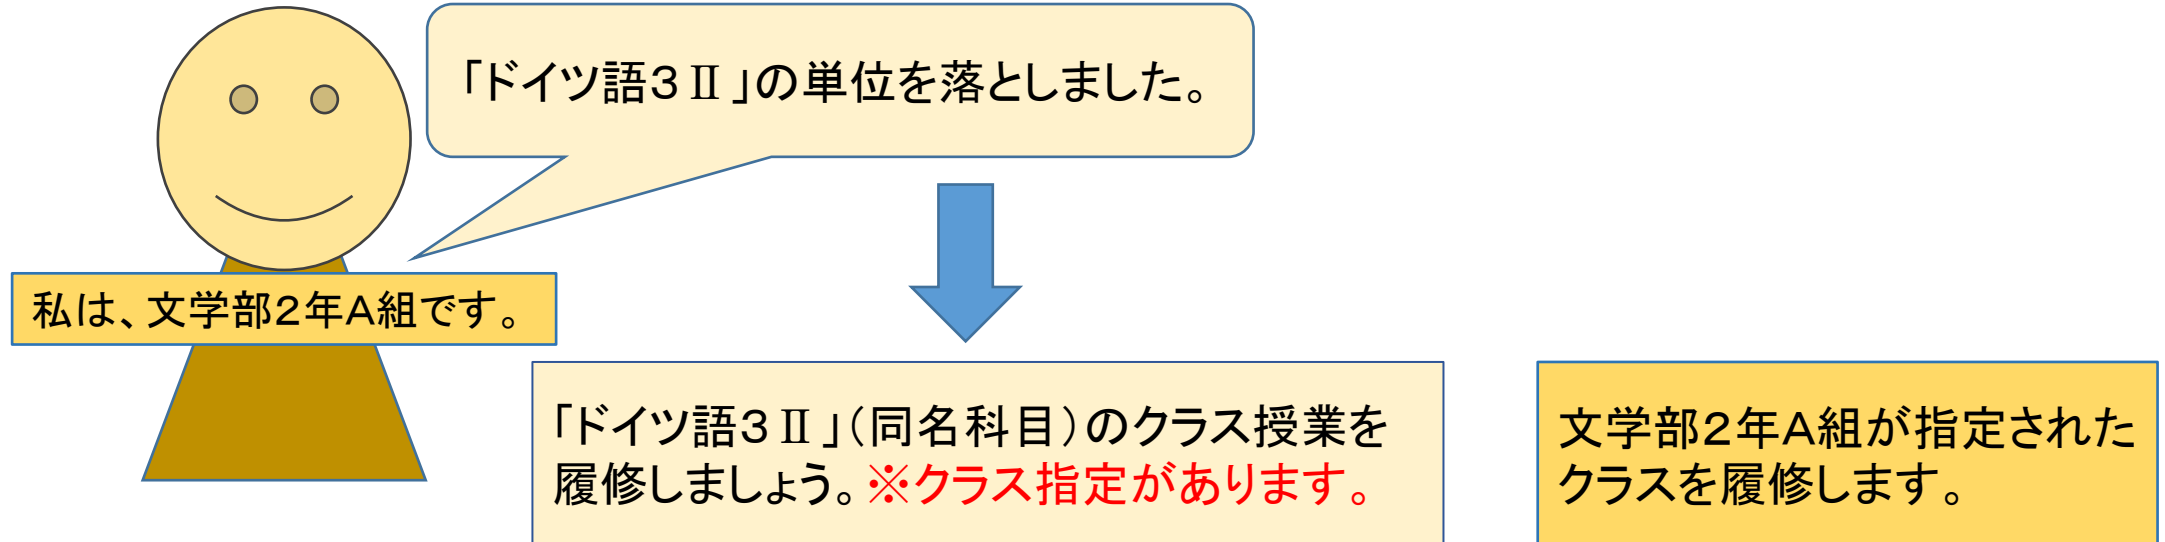 「ドイツ語3Ⅱ」の単位を落としました。
私は、文学部2年A組です。
「ドイツ語3Ⅱ」(同名科目)のクラス授業を
履修しましょう。※クラス指定があります。
文学部2年A組が指定された
クラスを履修します。